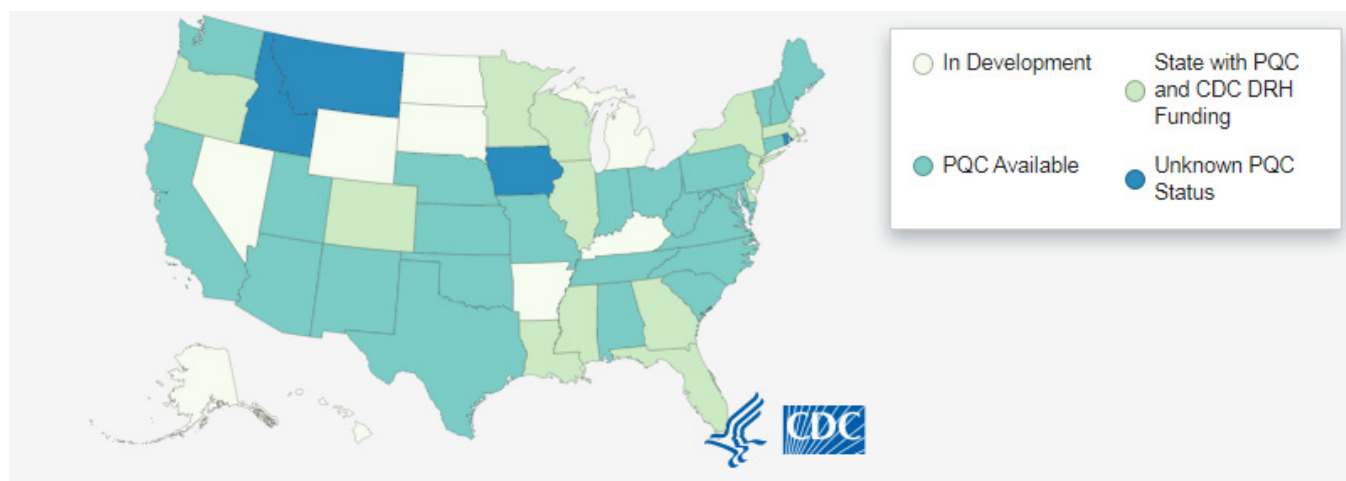 In Development
State with PQC
and CDC DRH
Funding
PQC Available
Unknown PQC
Status
CDC